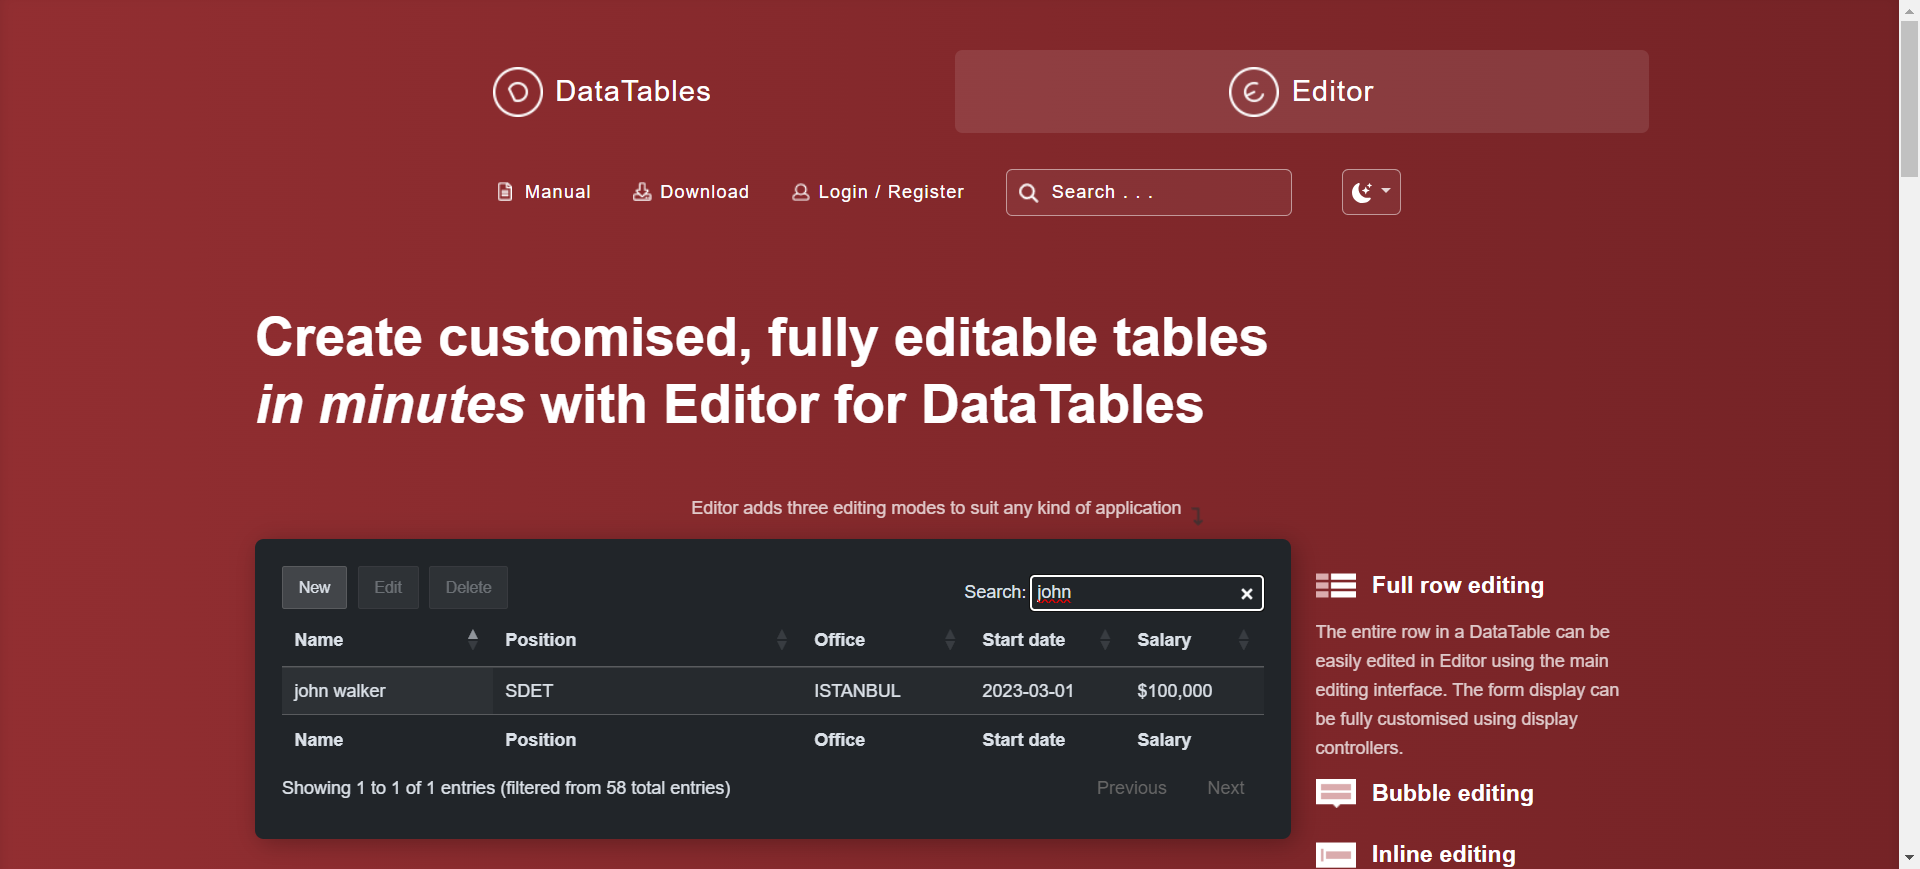 DataTables
Editor
Manual
Download
Login / Register
Search . . .
Create customised, fully editable tables
in minutes with Editor for DataTables
Editor adds three editing modes to suit any kind of application
New Edit Delete
Search: john
Name Position Office Start date Salary
john walker SDET ISTANBUL 2023-03-01 $100,000
Name Position Office Start date Salary
Showing 1 to 1 of 1 entries (filtered from 58 total entries)
Previous Next
Full row editing
The entire row in a DataTable can be
easily edited in Editor using the main
editing interface. The form display can
be fully customised using display
controllers.
Bubble editing
Inline editing